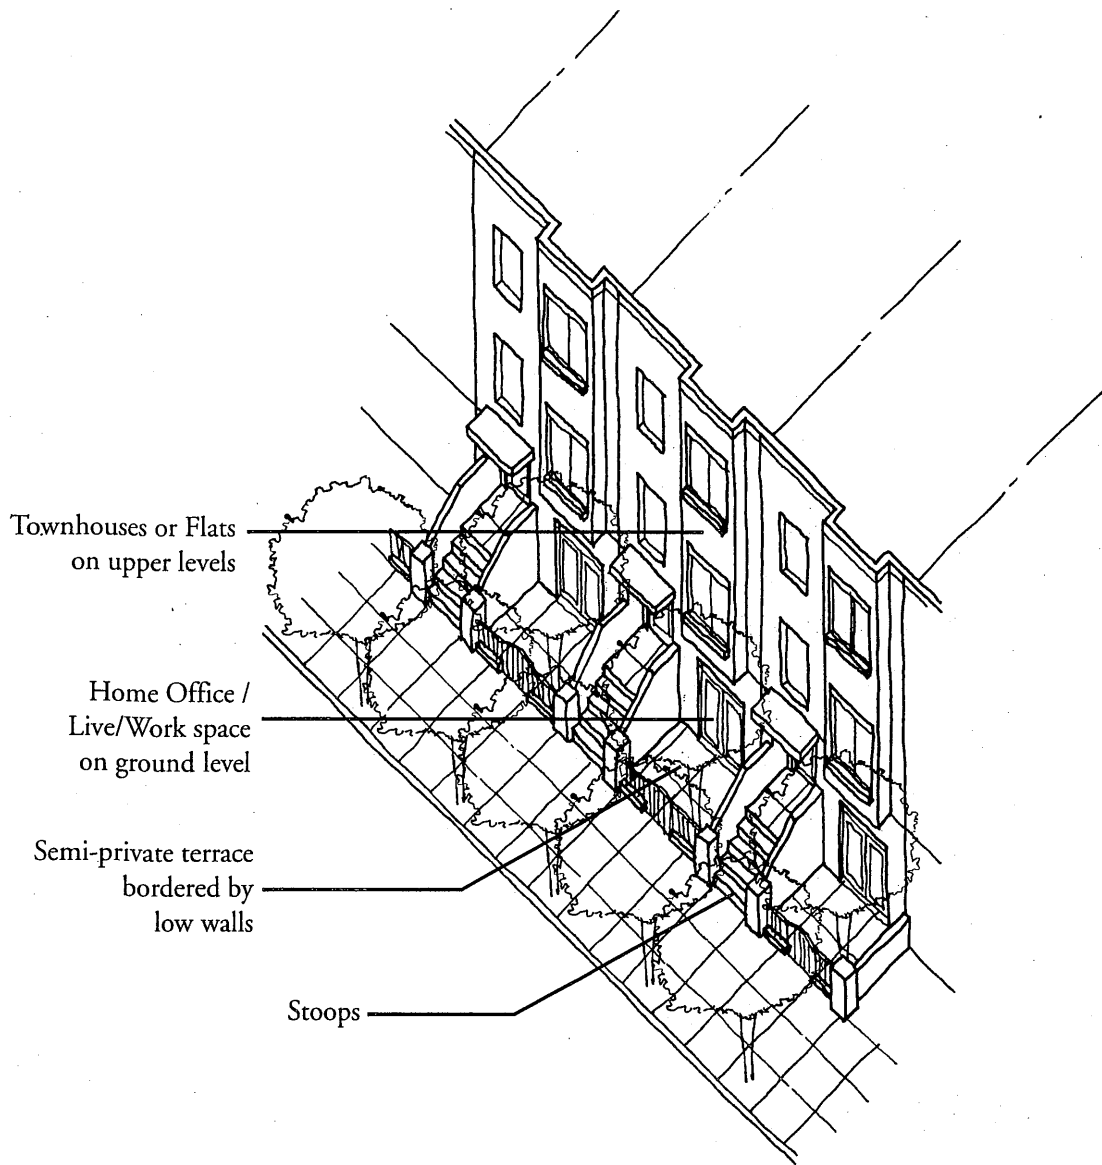 Townhouses or Flats
on upper levels
Home Office /
Live/Work space
on ground level
Semi-private terrace
bordered by
low walls
Stoops